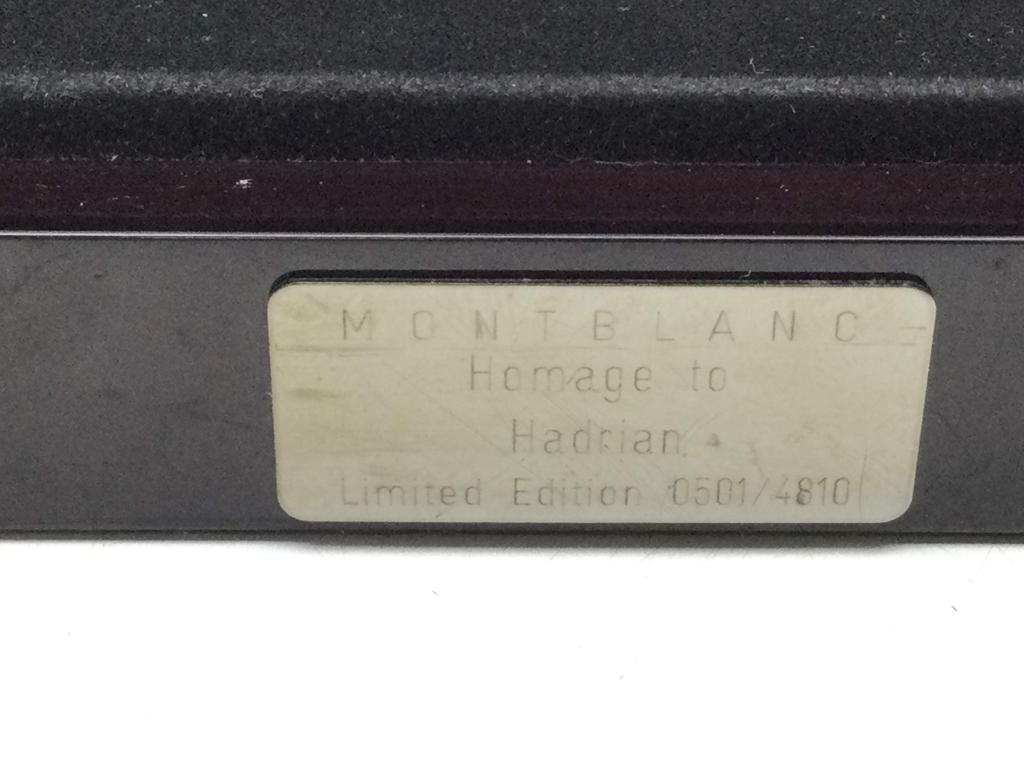 MONTBLANC
Homage to
Hadrian
Limited Edition 0501/4810